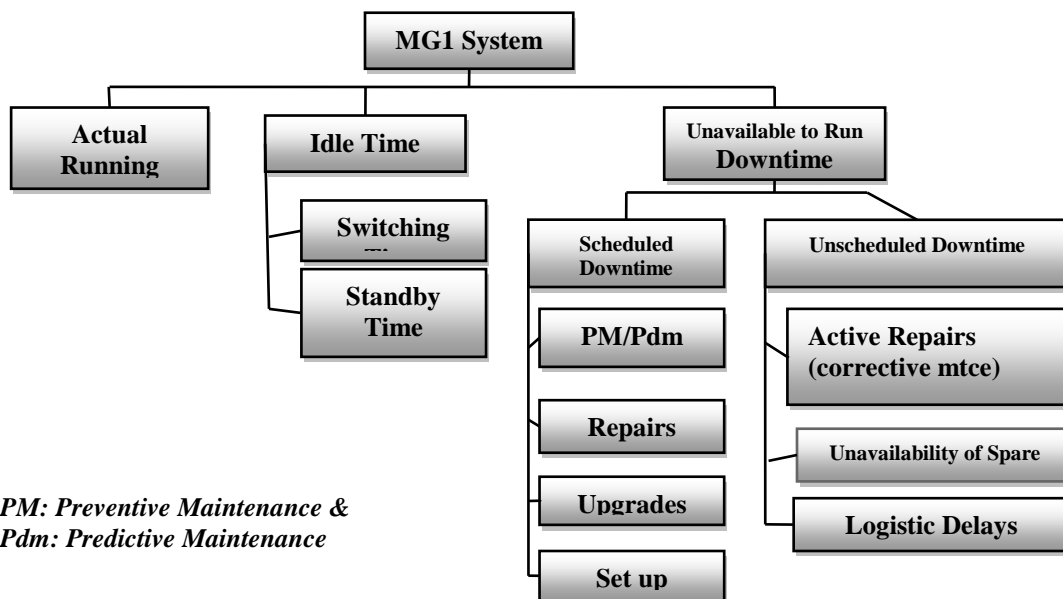 MG1 System
Actual
Running
Idle Time
Unavailable to Run
Downtime
Switching
Standby
Time
Scheduled
Downtime
Unscheduled Downtime
PM/Pdm
Active Repairs
(corrective mtce)
Repairs
Unavailability of Spare
Upgrades
Logistic Delays
Set up
PM: Preventive Maintenance &
Pdm: Predictive Maintenance